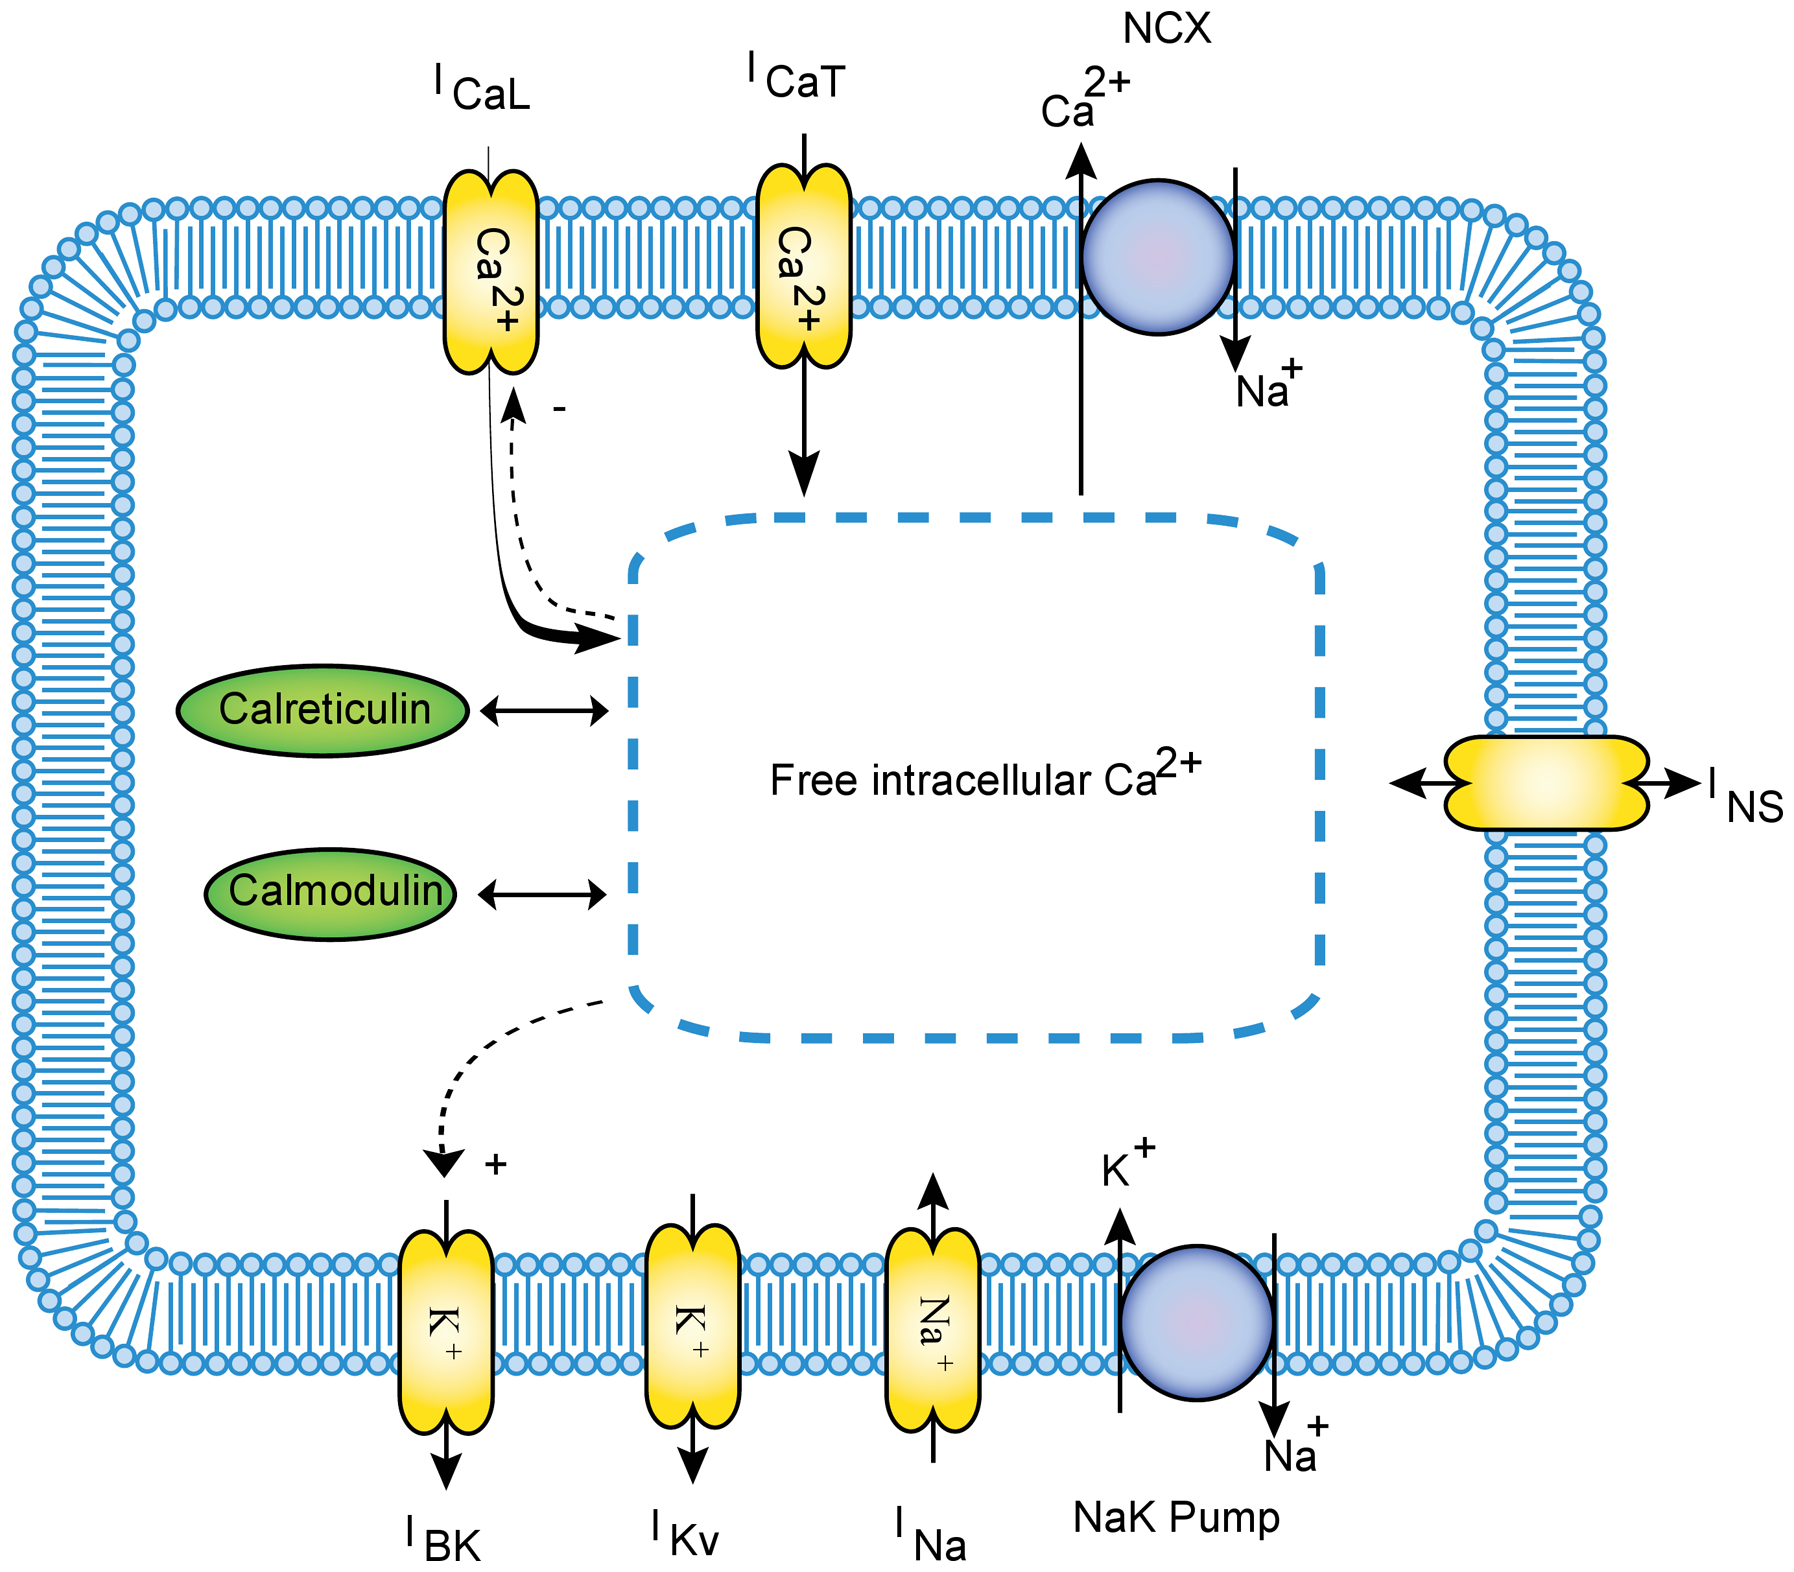 NCX
I CaL
I CaT
Ca2+
Ca2+
Ca2+
Na+
-
Calreticulin
Free intracellular Ca2+
I NS
Calmodulin
+
K+
K+
K+
Na+
Na+
I BK
I Kv
I Na
NaK Pump